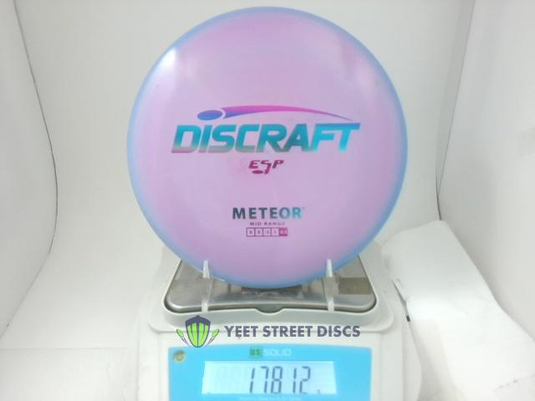 DISCRAFT
ESP
METEOR
MID RANGE
YEET STREET DISCS
SOLID
178.12